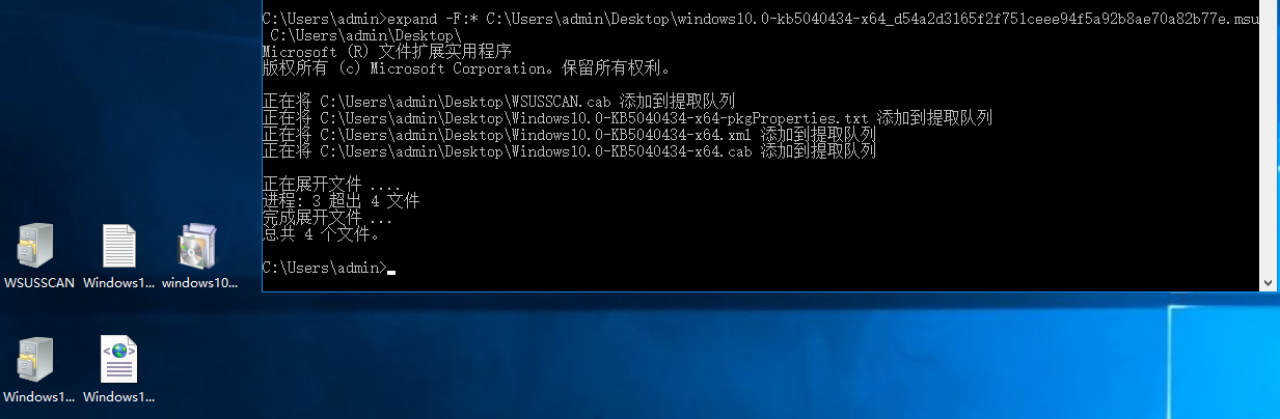 C:\Users\admin>expand -F:* C:\Users\admin\Desktop\windows10.0-kb5040434-x64_d54a2d3165f2f751ceee94f5a92b8ae70a82b77e.msu
C:\Users\admin\Desktop\
Microsoft (R) 文件扩展实用程序
版权所有 (c) Microsoft Corporation。保留所有权利。
正在将 C:\Users\admin\Desktop\WSUSSCAN.cab 添加到提取队列
正在将 C:\Users\admin\Desktop\Windows10.0-KB5040434-x64-pkgProperties.txt 添加到提取队列
正在将 C:\Users\admin\Desktop\Windows10.0-KB5040434-x64.xml 添加到提取队列
正在将 C:\Users\admin\Desktop\Windows10.0-KB5040434-x64.cab 添加到提取队列
正在展开文件 ....
进程: 3 超出 4 文件
完成展开文件 ...
总共 4 个文件。
C:\Users\admin>
WSUSSCAN
Windows1...
windows10...
Windows1...
Windows1...